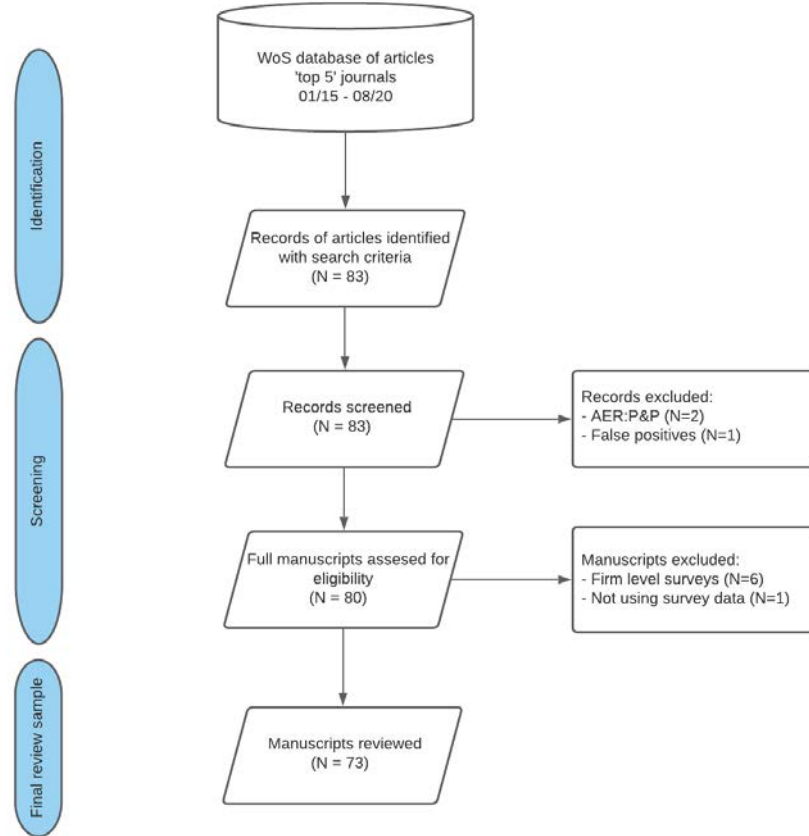 WoS database of articles
'top 5' journals
01/15 - 08/20
Identification
Records of articles identified
with search criteria
(N = 83)
Screening
Records screened
(N = 83)
Records excluded:
- AER:P&P (N=2)
- False positives (N=1)
Full manuscripts assesed for
eligibility
(N = 80)
Manuscripts excluded:
- Firm level surveys (N=6)
- Not using survey data (N=1)
Final review sample
Manuscripts reviewed
(N = 73)